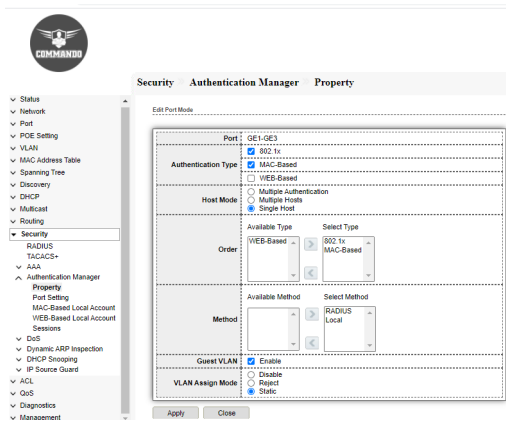 COMMANDO
Security Authentication Manager Property
Status
Network
Port
POE Setting
VLAN
MAC Address Table
Spanning Tree
Discovery
DHCP
Multicast
Routing
Security
RADIUS
TACACS+
AAA
Authentication Manager
Property
Port Setting
MAC-Based Local Account
WEB-Based Local Account
Sessions
DoS
Dynamic ARP Inspection
DHCP Snooping
IP Source Guard
ACL
QoS
Diagnostics
Management
Edit Port Mode
Port GE1-GE3
Authentication Type
802.1x
MAC-Based
WEB-Based
Host Mode
Multiple Authentication
Multiple Hosts
Single Host
Order
Available Type Select Type
WEB-Based 802.1x
MAC-Based
Method
Available Method Select Method
RADIUS
Local
Guest VLAN Enable
VLAN Assign Mode
Disable
Reject
Static
Apply Close